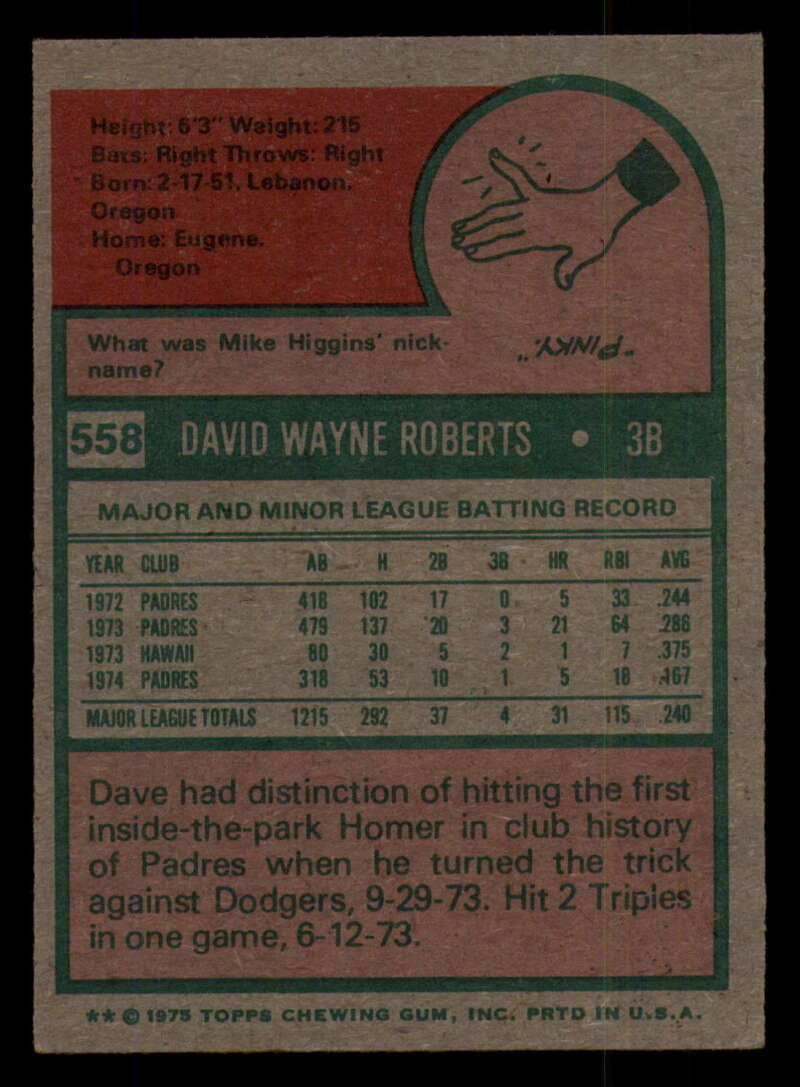 Height: 6'3" Weight: 215
Bats: Right Throws: Right
Born: 2-17-51, Lebanon,
Oregon
Home: Eugene,
Oregon
What was Mike Higgins' nick-
name?
"PINKY."
558 DAVID WAYNE ROBERTS • 3B
MAJOR AND MINOR LEAGUE BATTING RECORD
YEAR CLUB AB H 2B 3B HR RBI AVG
1972 PADRES 418 102 17 0 5 33 .244
1973 PADRES 479 137 20 3 21 64 .286
1973 HAWAII 80 30 5 2 1 7 .375
1974 PADRES 318 53 10 1 5 18 .167
MAJOR LEAGUE TOTALS 1215 292 37 4 31 115 .240
Dave had distinction of hitting the first
inside-the-park Homer in club history
of Padres when he turned the trick
against Dodgers, 9-29-73. Hit 2 Triples
in one game, 6-12-73.
** © 1975 TOPPS CHEWING GUM, INC. PRTD IN U.S.A.